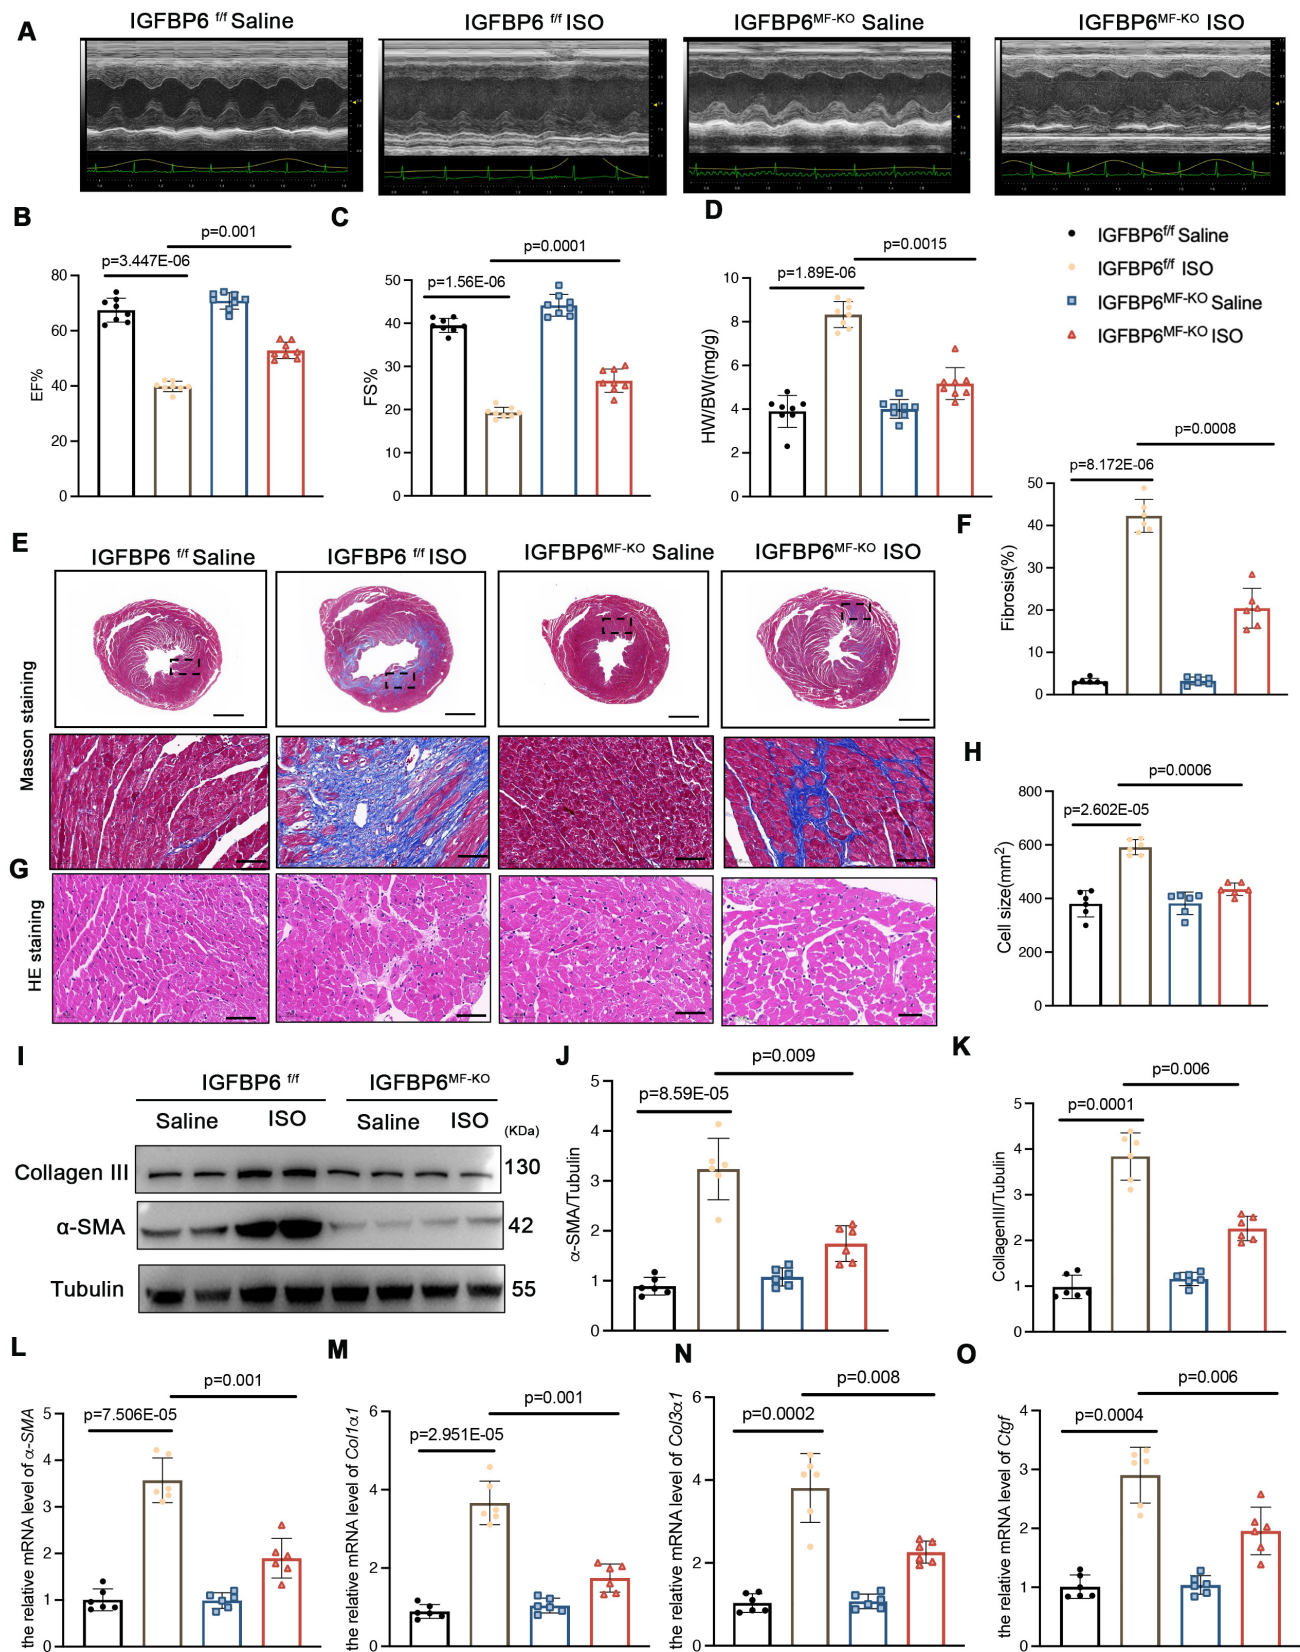 A
IGFBP6 f/f Saline
IGFBP6 f/f ISO
IGFBP6MF-KO Saline
IGFBP6MF-KO ISO
B
p=0.001
p=3.447E-06
EF%
80
60
40
20
0
C
p=0.0001
p=1.56E-06
FS%
50
40
30
20
10
0
D
p=0.0015
p=1.89E-06
HW/BW(mg/g)
10
8
6
4
2
0
IGFBP6f/f Saline
IGFBP6f/f ISO
IGFBP6MF-KO Saline
IGFBP6MF-KO ISO
E
IGFBP6 f/f Saline
IGFBP6 f/f ISO
IGFBP6MF-KO Saline
IGFBP6MF-KO ISO
Masson staining
F
p=0.0008
p=8.172E-06
Fibrosis(%)
50
40
30
20
10
0
G
HE staining
H
p=0.0006
p=2.602E-05
Cell size(mm2)
800
600
400
200
0
I
IGFBP6 f/f
IGFBP6MF-KO
Saline
ISO
Saline
ISO
(KDa)
Collagen III
130
α-SMA
42
Tubulin
55
J
p=0.009
p=8.59E-05
α-SMA/Tubulin
5
4
3
2
1
0
K
p=0.006
p=0.0001
CollagenIII/Tubulin
5
4
3
2
1
0
L
p=0.001
p=7.506E-05
the relative mRNA level of α-SMA
5
4
3
2
1
0
M
p=0.001
p=2.951E-05
the relative mRNA level of Col1α1
6
4
2
0
N
p=0.008
p=0.0002
the relative mRNA level of Col3α1
6
4
2
0
O
p=0.006
p=0.0004
the relative mRNA level of Ctgf
4
3
2
1
0